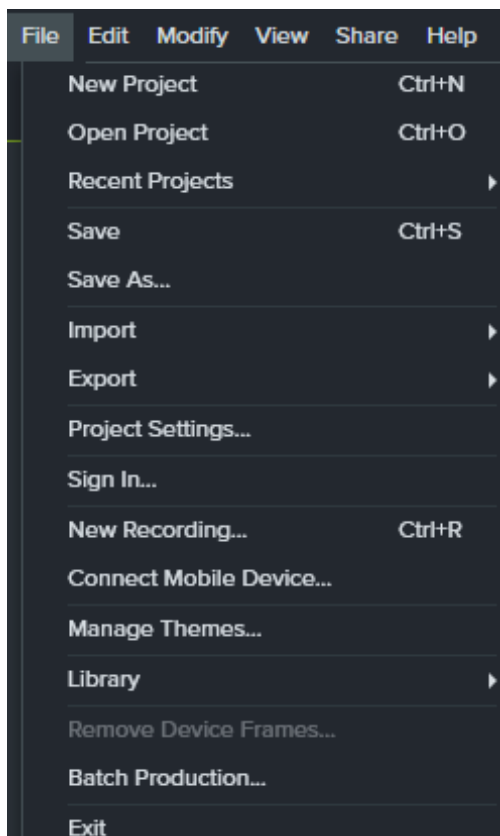 File Edit Modify View Share Help
New Project Ctrl+N
Open Project Ctrl+O
Recent Projects
Save Ctrl+S
Save As...
Import
Export
Project Settings...
Sign In...
New Recording... Ctrl+R
Connect Mobile Device...
Manage Themes...
Library
Remove Device Frames...
Batch Production...
Exit